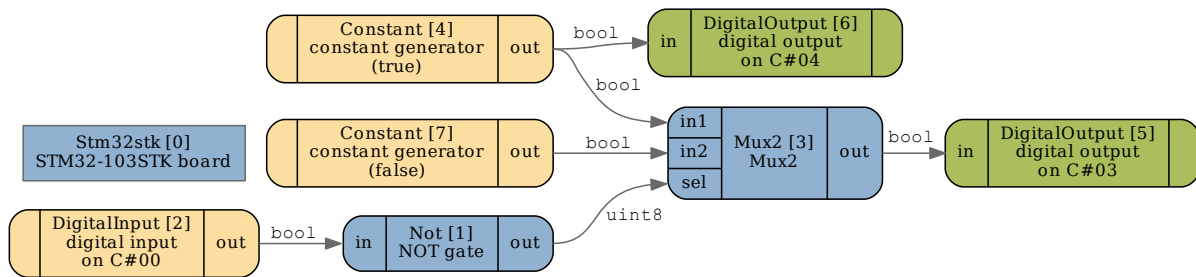 Constant [4]
constant generator
(true)
out
bool
in
DigitalOutput [6]
digital output
on C#04
bool
Stm32stk [0]
STM32-103STK board
Constant [7]
constant generator
(false)
out
bool
in1
in2
sel
Mux2 [3]
Mux2
out
bool
in
DigitalOutput [5]
digital output
on C#03
DigitalInput [2]
digital input
on C#00
out
bool
in
Not [1]
NOT gate
out
uint8